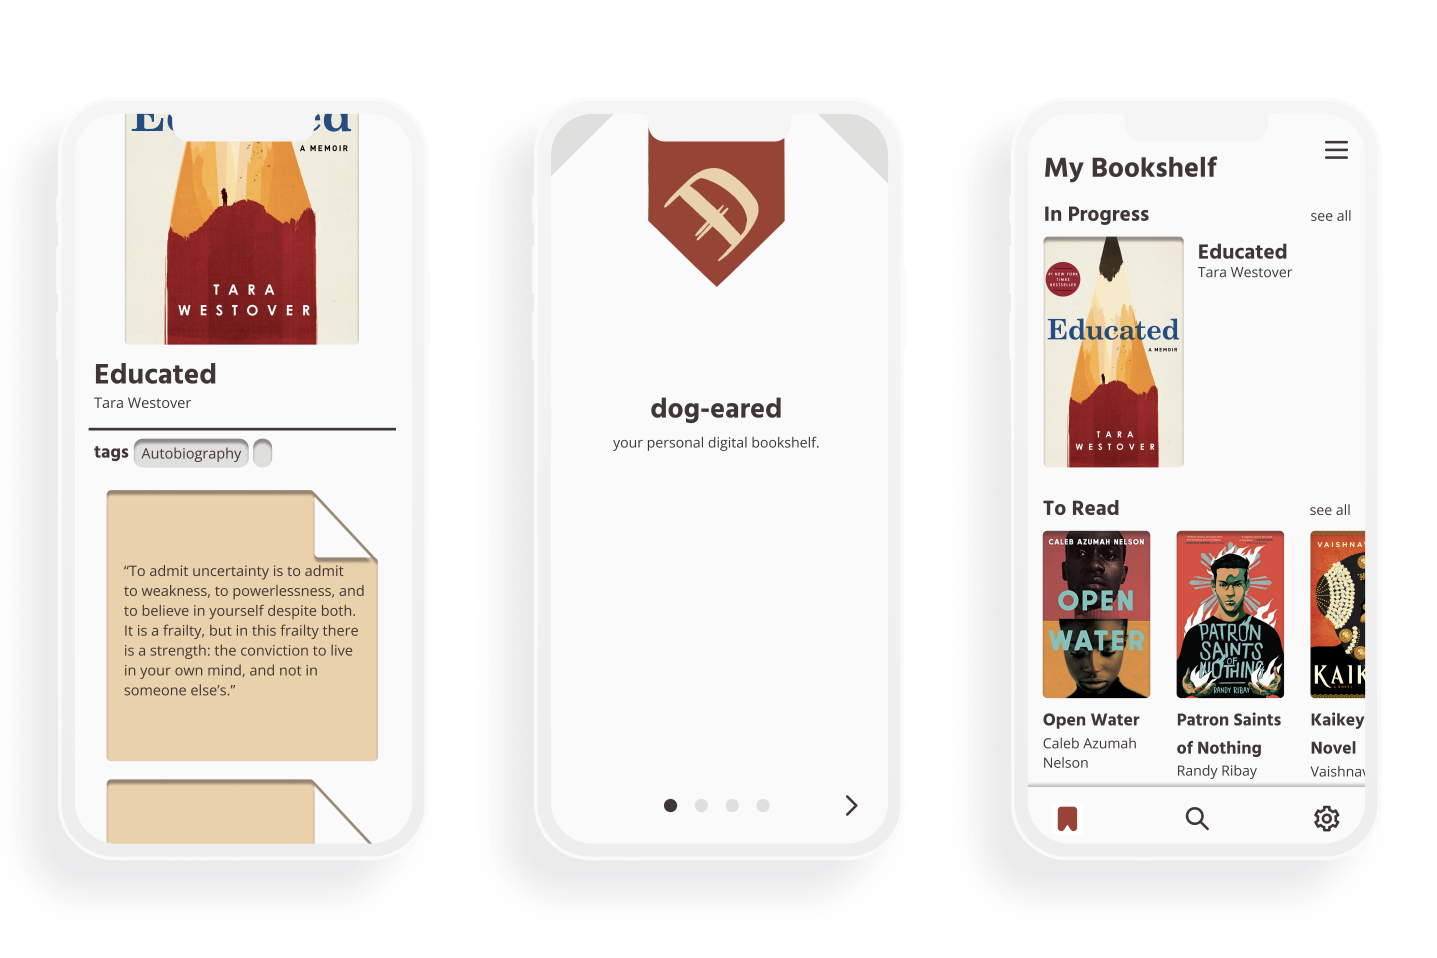 Ed
A MEMOIR
TARA
WESTOVER
Educated
Tara Westover
tags Autobiography
“To admit uncertainty is to admit
to weakness, to powerlessness, and
to believe in yourself despite both.
It is a frailty, but in this frailty there
is a strength: the conviction to live
in your own mind, and not in
someone else’s.”
D
dog-eared
your personal digital bookshelf.
My Bookshelf
In Progress see all
#1 NEW YORK
TIMES
BESTSELLER
Educated
A MEMOIR
TARA
WESTOVER
Educated
Tara Westover
To Read see all
CALEB AZUMAH NELSON
OPEN
WATER
PATRON
SAINTS
OF
NOTHING
RANDY RIBAY
VAISHNA
KAIK
A NOVEL
Open Water
Caleb Azumah
Nelson
Patron Saints
of Nothing
Randy Ribay
Kaikey
Novel
Vaishnav